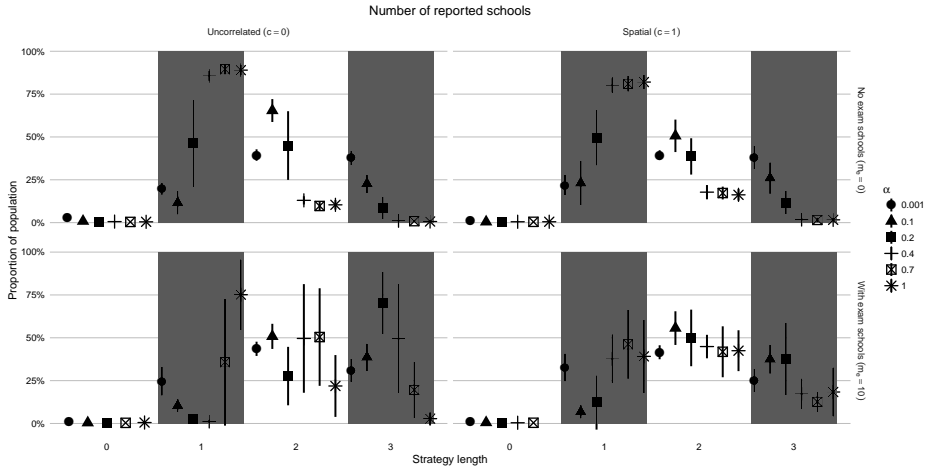 Number of reported schools
Uncorrelated (c = 0)
Spatial (c = 1)
100%
75%
50%
25%
0%
No exam schools (mₑ = 0)
Proportion of population
α
0.001
0.1
0.2
0.4
0.7
1
100%
75%
50%
25%
0%
With exam schools (mₑ = 10)
0 1 2 3 0 1 2 3
Strategy length